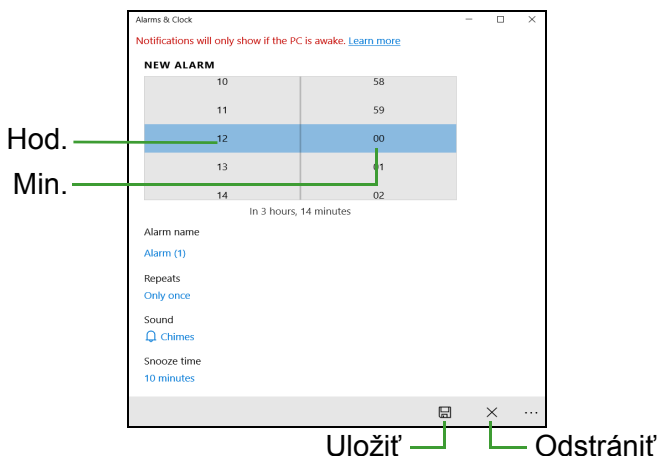 Alarms & Clock
Notifications will only show if the PC is awake. Learn more
NEW ALARM
10 58
11 59
Hod. 12 00
Min. 13 01
14 02
In 3 hours, 14 minutes
Alarm name
Alarm (1)
Repeats
Only once
Sound
Chimes
Snooze time
10 minutes
Uložiť Odstrániť